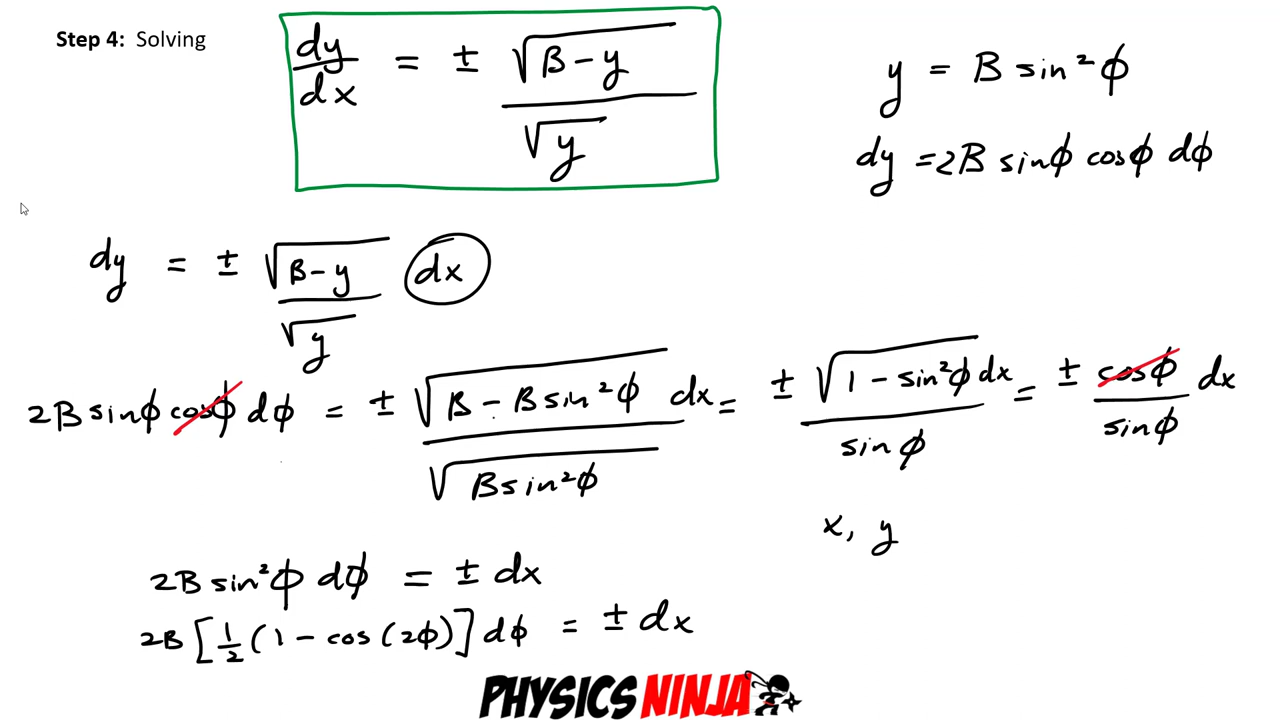 Step 4: Solving
dy/dx = ± √(B – y) / √y
y = B sin²ϕ
dy = 2B sinϕ cosϕ dϕ
dy = ± √(B – y) / √y dx
2B sinϕ cosϕ dϕ = ± √(B – B sin²ϕ) / √(B sin²ϕ) dx = ± √(1 – sin²ϕ) dx / sinϕ = ± cosϕ / sinϕ dx
x, y
2B sin²ϕ dϕ = ± dx
2B [ 1/2 ( 1 – cos (2ϕ) ] dϕ = ± dx
PHYSICS NINJA